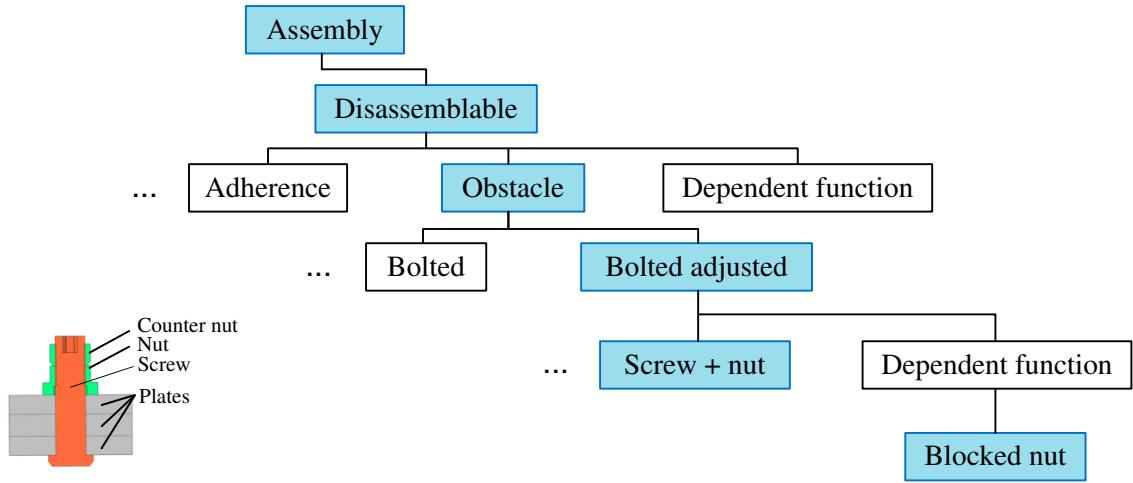 Assembly
Disassemblable
... Adherence Obstacle Dependent function
... Bolted Bolted adjusted
Counter nut
Nut
Screw
Plates
... Screw + nut Dependent function
Blocked nut